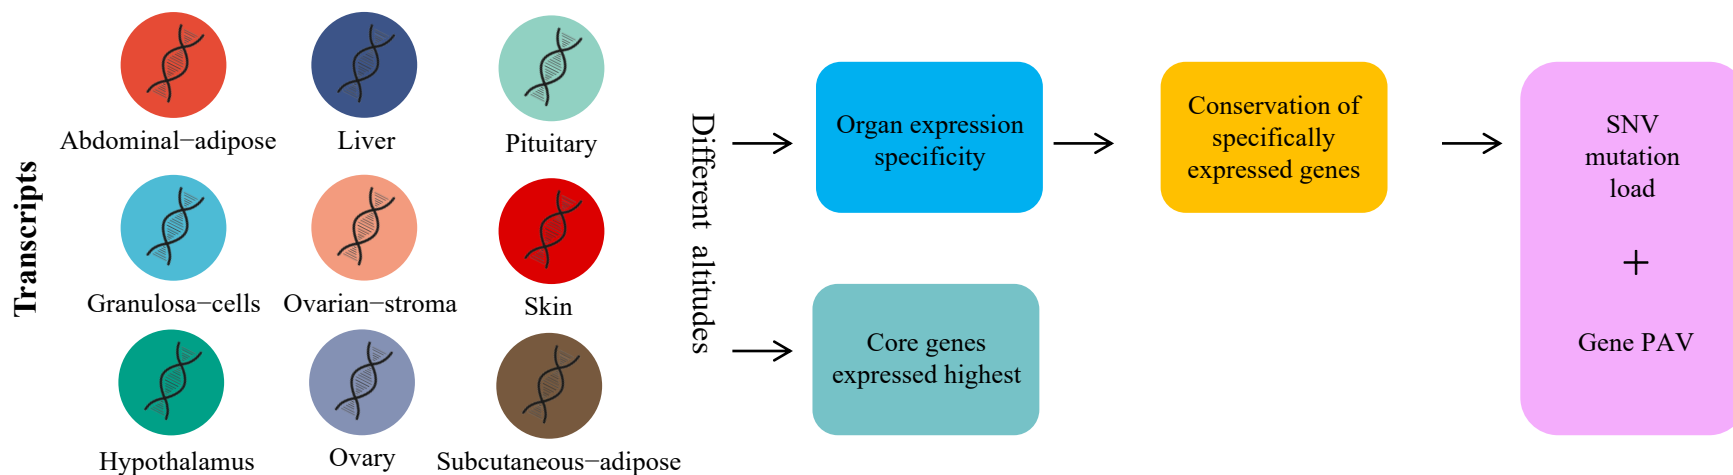 Transcripts
Abdominal−adipose
Liver
Pituitary
Granulosa−cells
Ovarian−stroma
Skin
Hypothalamus
Ovary
Subcutaneous−adipose
Different altitudes
Organ expression
specificity
Conservation of
specifically
expressed genes
Core genes
expressed highest
SNV
mutation
load
+
Gene PAV